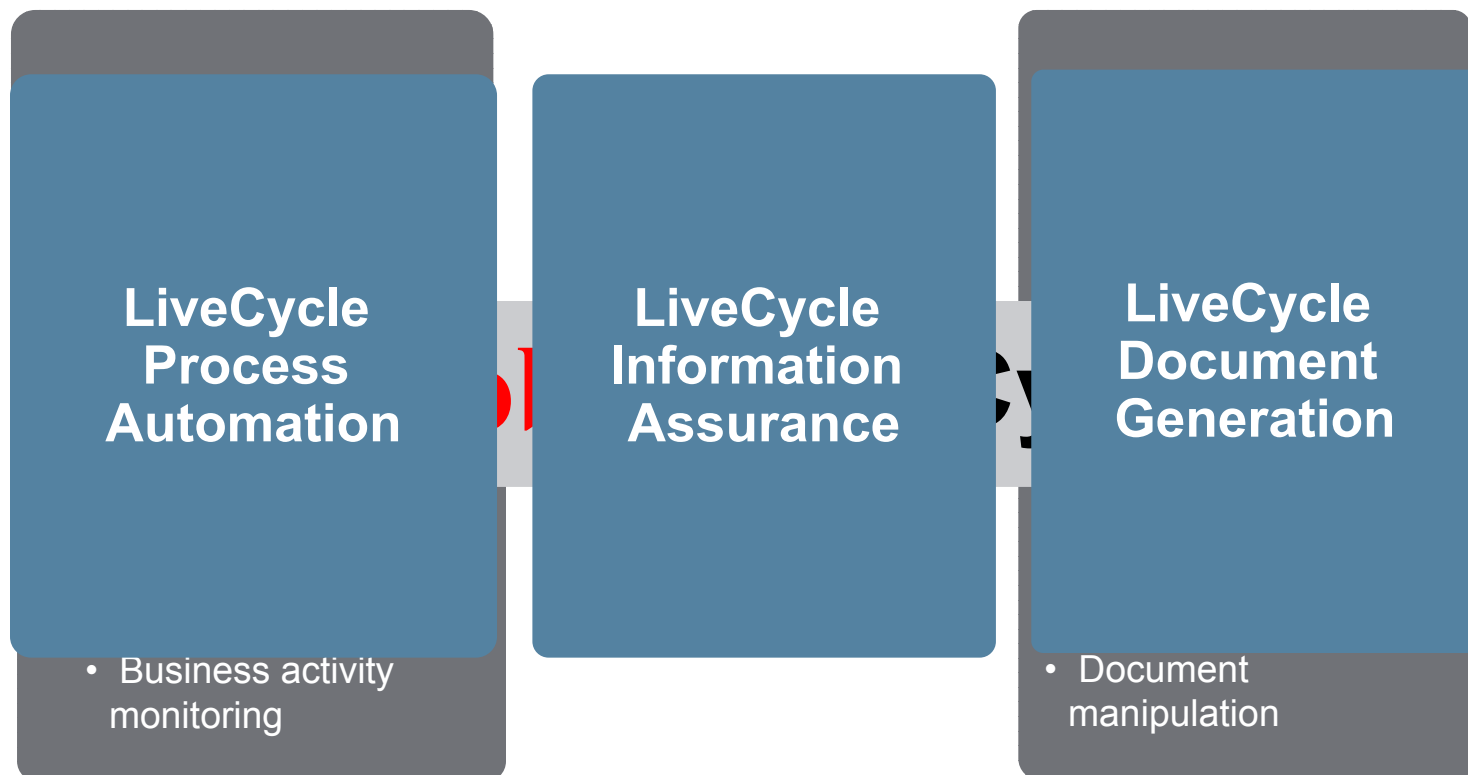 LiveCycle
Process
Automation
LiveCycle
Information
Assurance
LiveCycle
Document
Generation
• Business activity
monitoring
• Document
manipulation